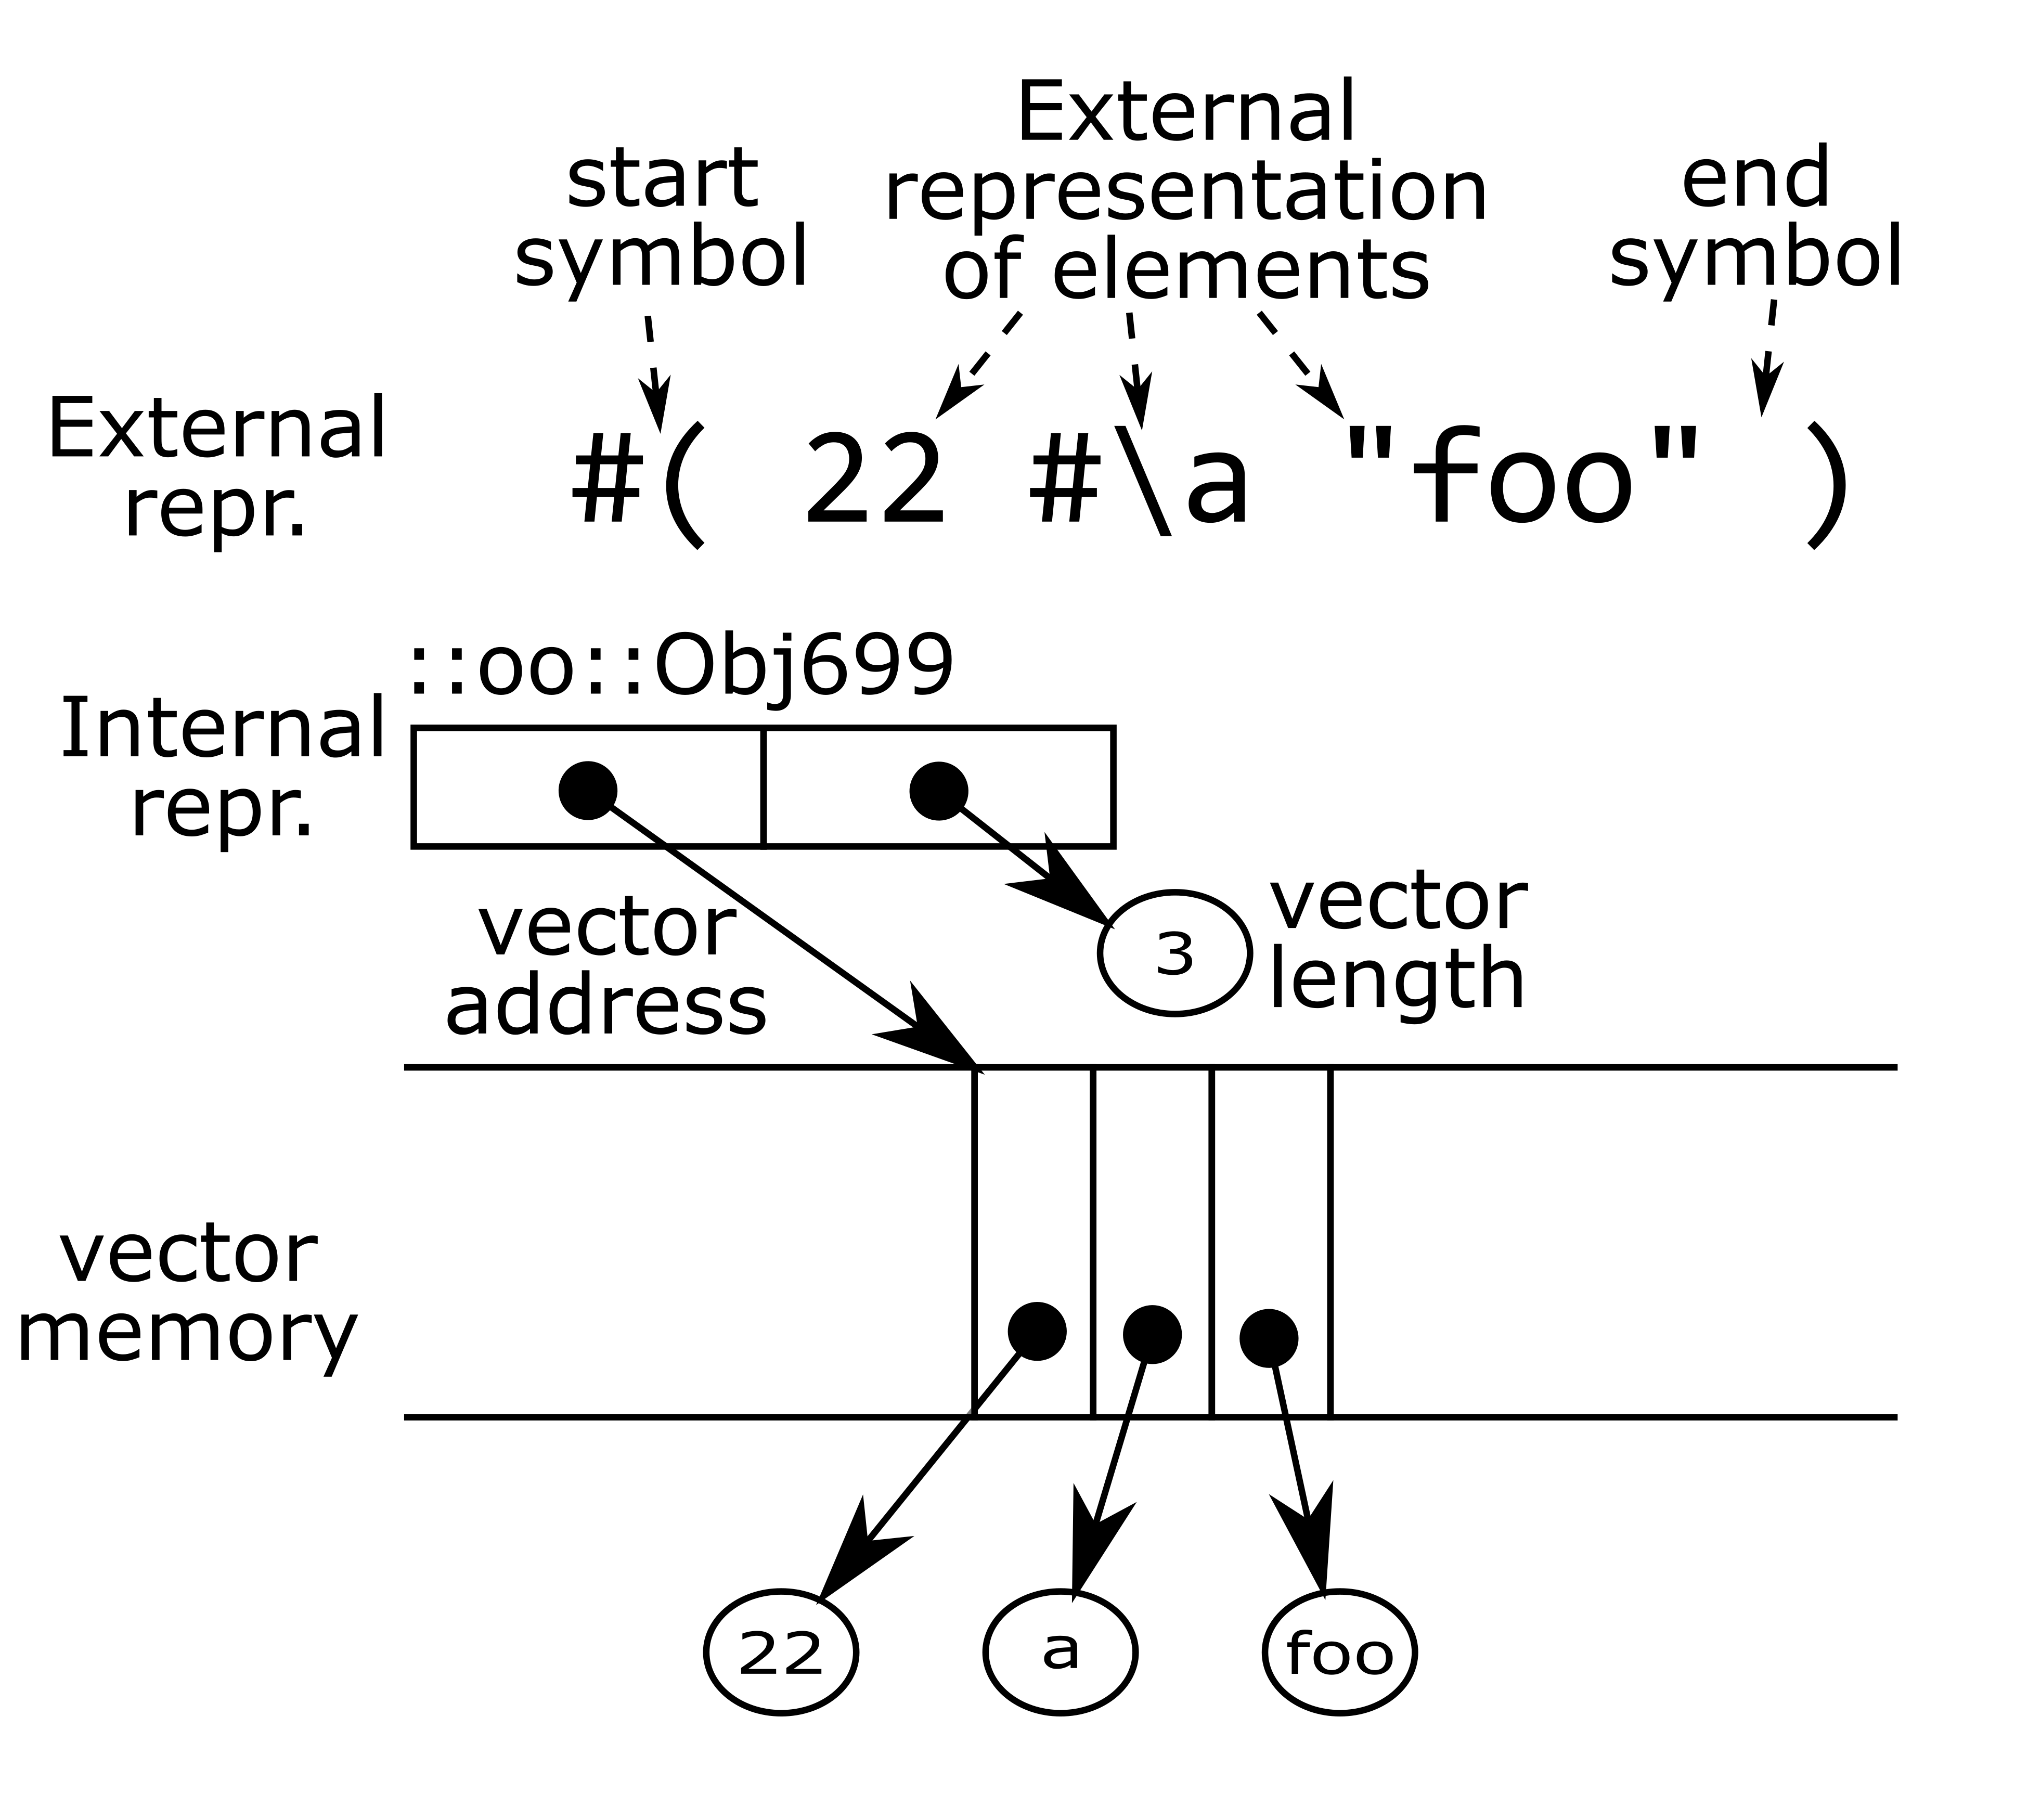 External
representation
of elements
start
symbol
end
symbol
External
repr.
#( 22 #\a "foo" )
::oo::Obj699
Internal
repr.
vector
address
3
vector
length
vector
memory
22
a
foo